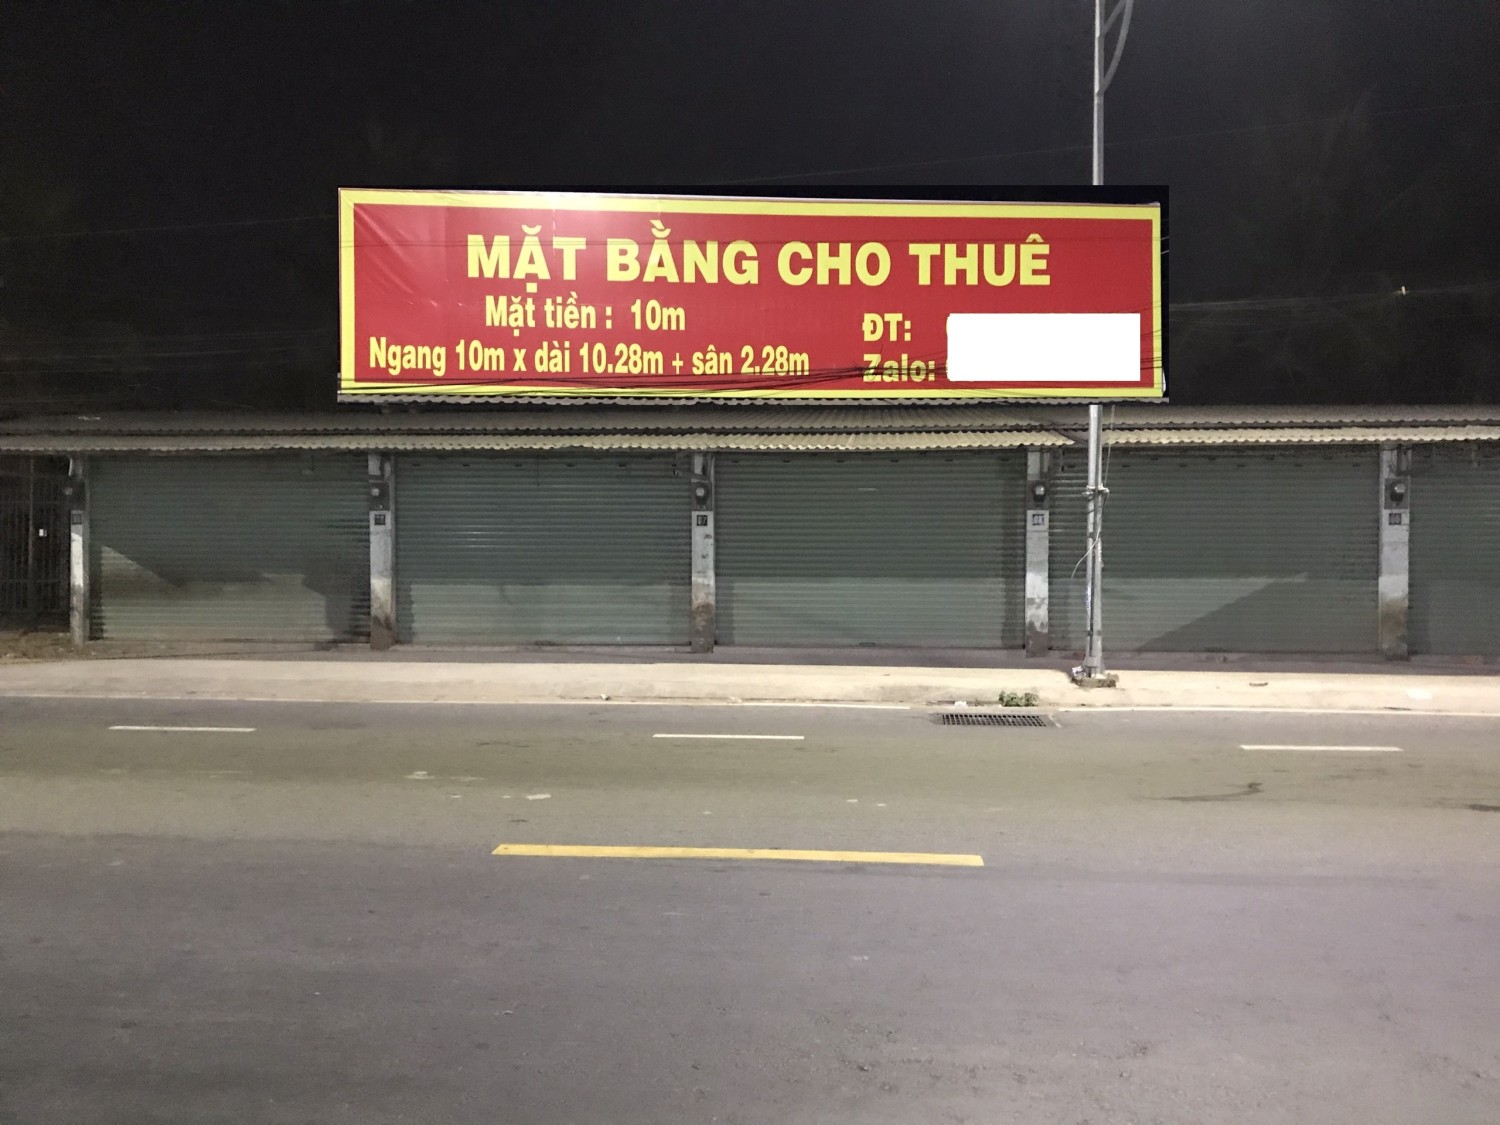 MẶT BẰNG CHO THUÊ
Mặt tiền : 10m
Ngang 10m x dài 10.28m + sân 2.28m
ĐT:
Zalo: